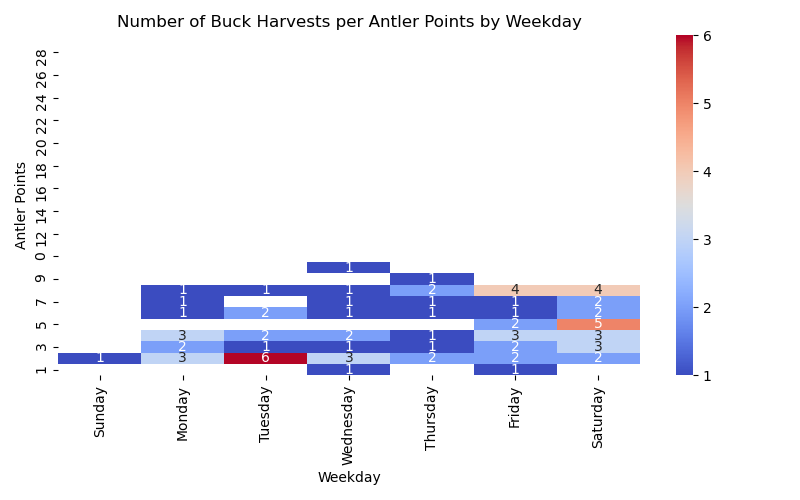 Number of Buck Harvests per Antler Points by Weekday
Antler Points
28
26
24
22
20
18
16
14
12
0
9
7
5
3
1
1
1
1 1 1 2 4 4
1 1 1 1 2
1 2 1 1 1 2
2 5
3 2 2 1 3 3
2 1 1 1 2 3
1 3 6 3 2 2 2
1 1
Sunday
Monday
Tuesday
Wednesday
Thursday
Friday
Saturday
Weekday
6
5
4
3
2
1